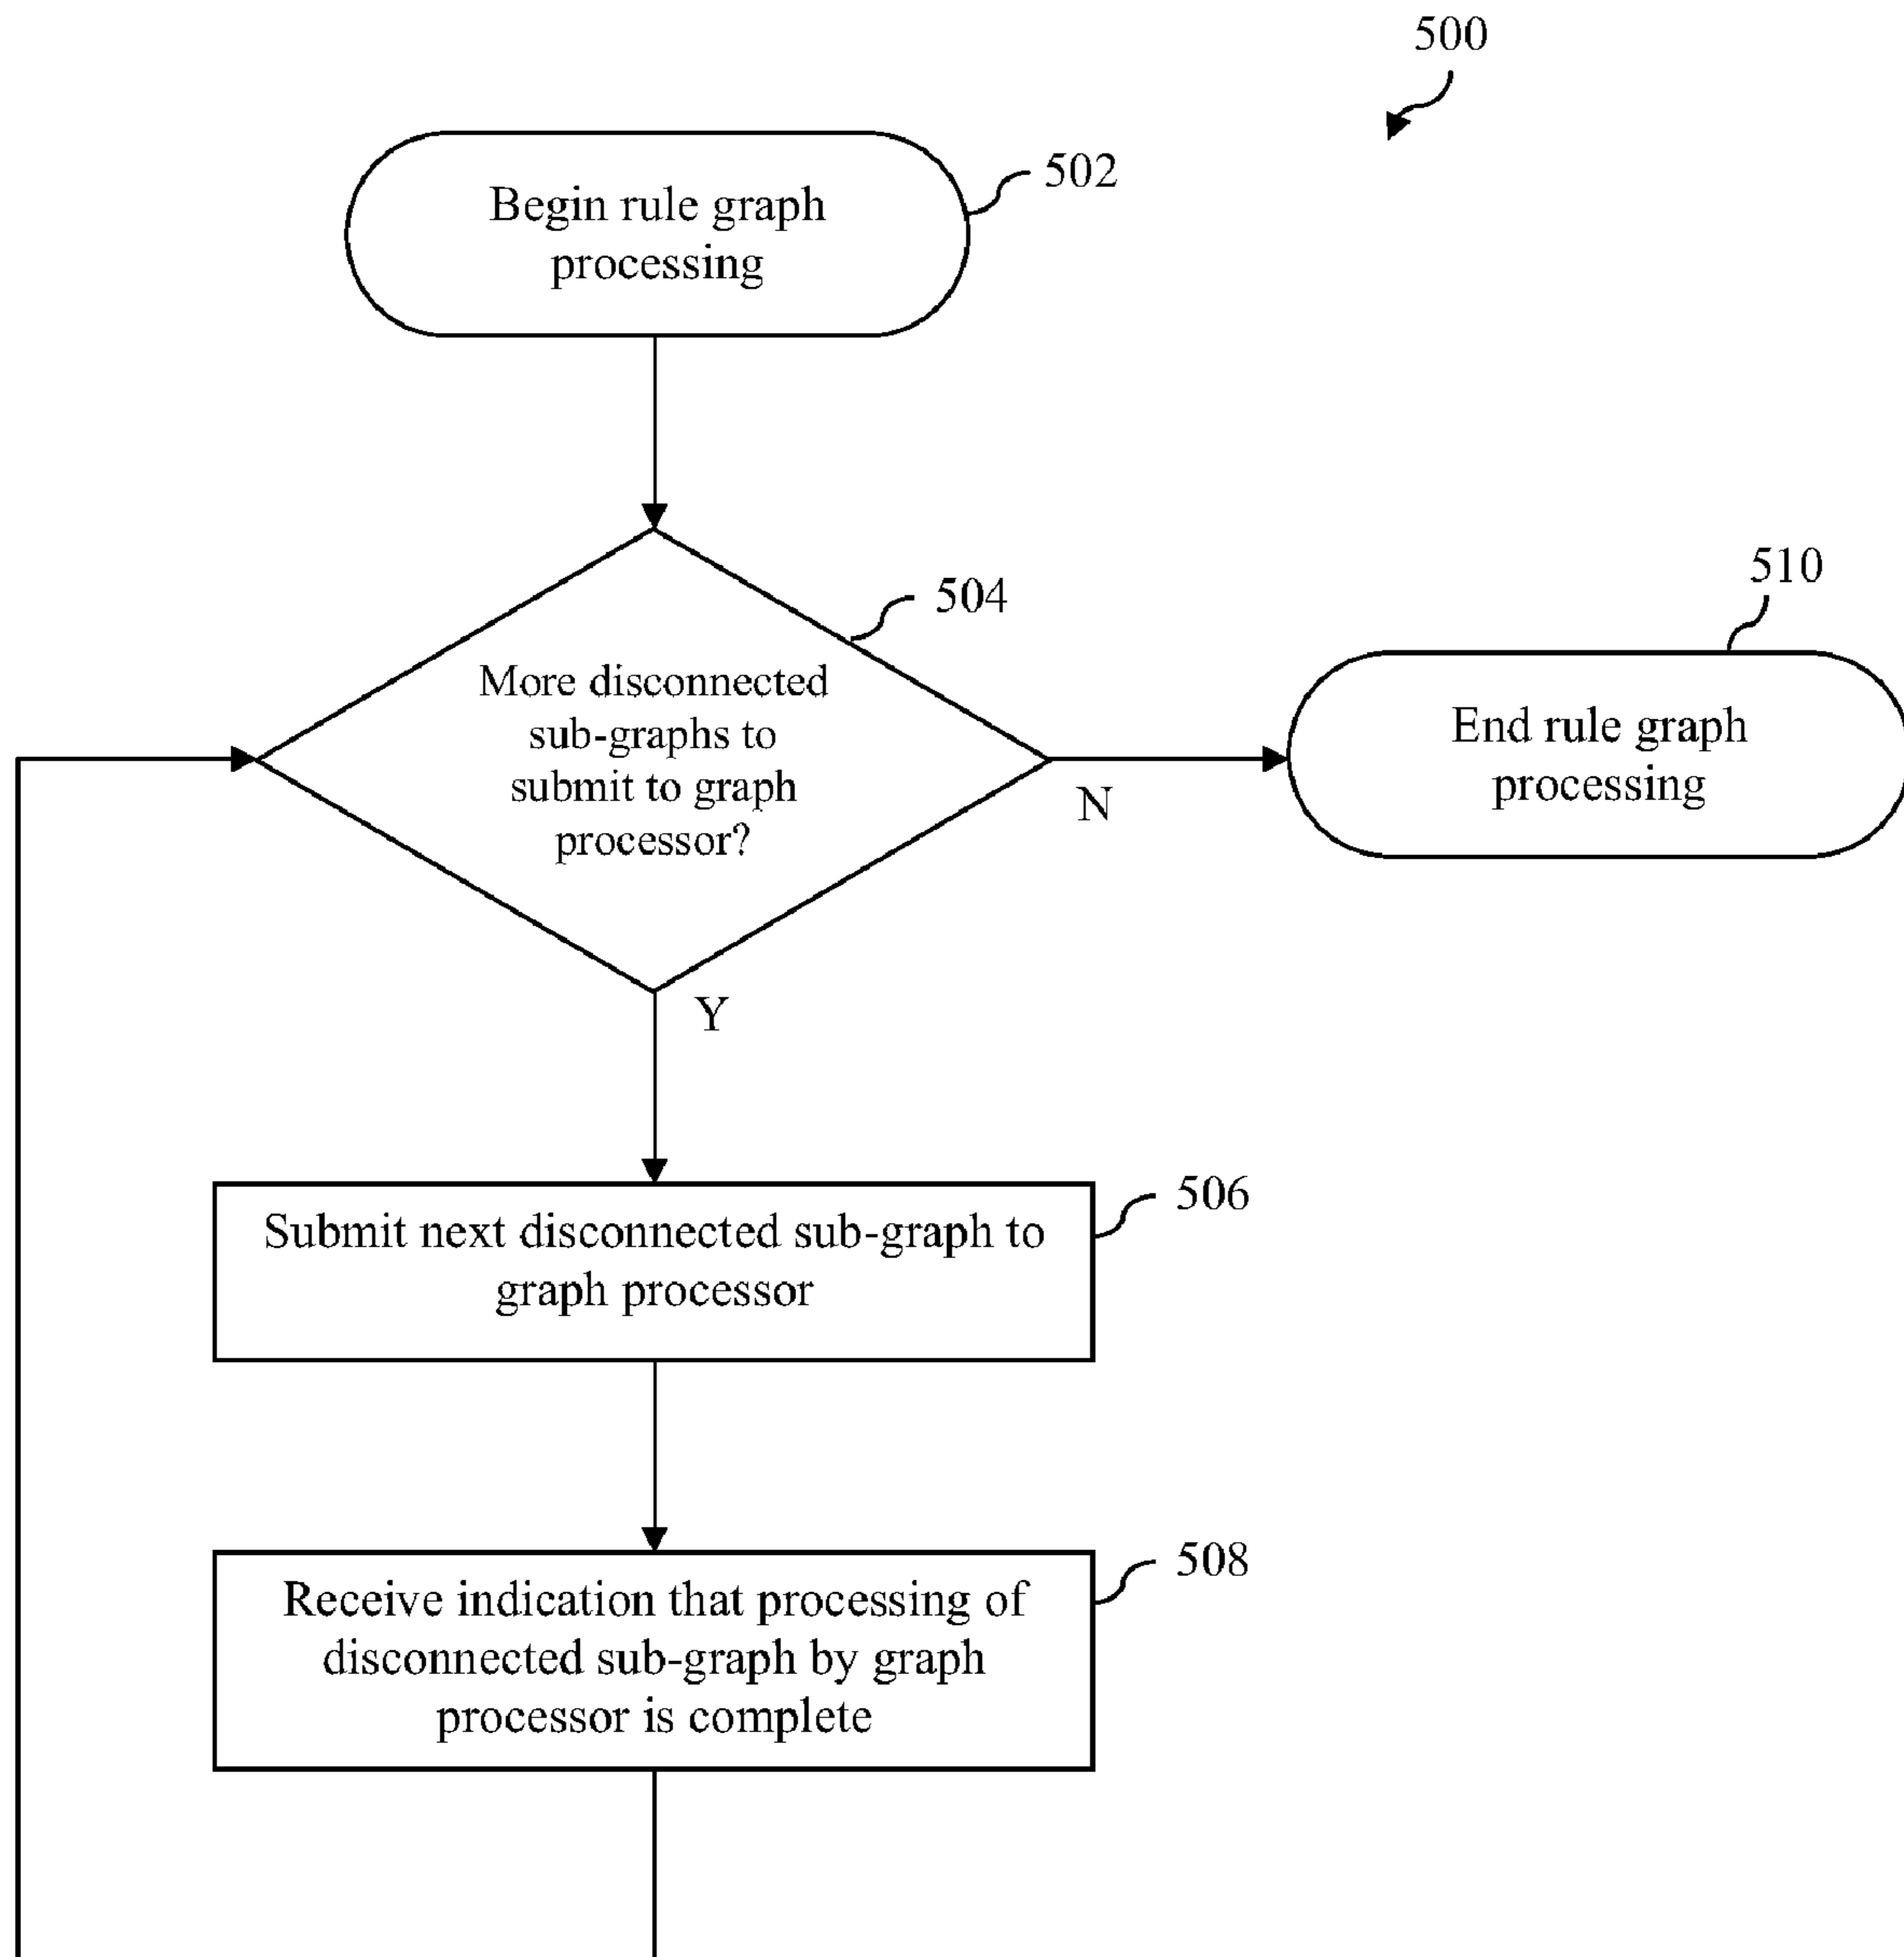 500
Begin rule graph
processing
502
504
More disconnected
sub-graphs to
submit to graph
processor?
N
510
End rule graph
processing
Y
506
Submit next disconnected sub-graph to
graph processor
508
Receive indication that processing of
disconnected sub-graph by graph
processor is complete